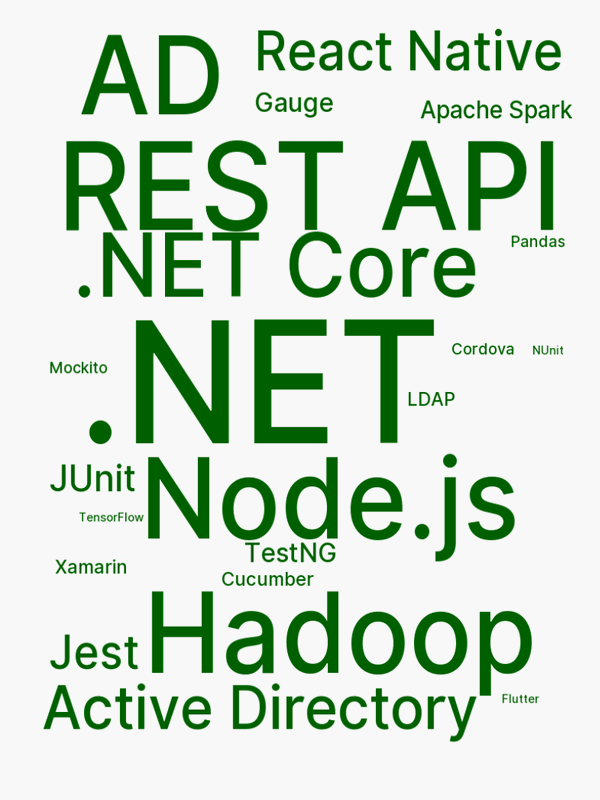 AD
React Native
Gauge
Apache Spark
REST API
.NET Core
Pandas
.NET
Cordova
NUnit
Mockito
LDAP
JUnit
Node.js
TensorFlow
TestNG
Xamarin
Cucumber
Hadoop
Jest
Active Directory
Flutter